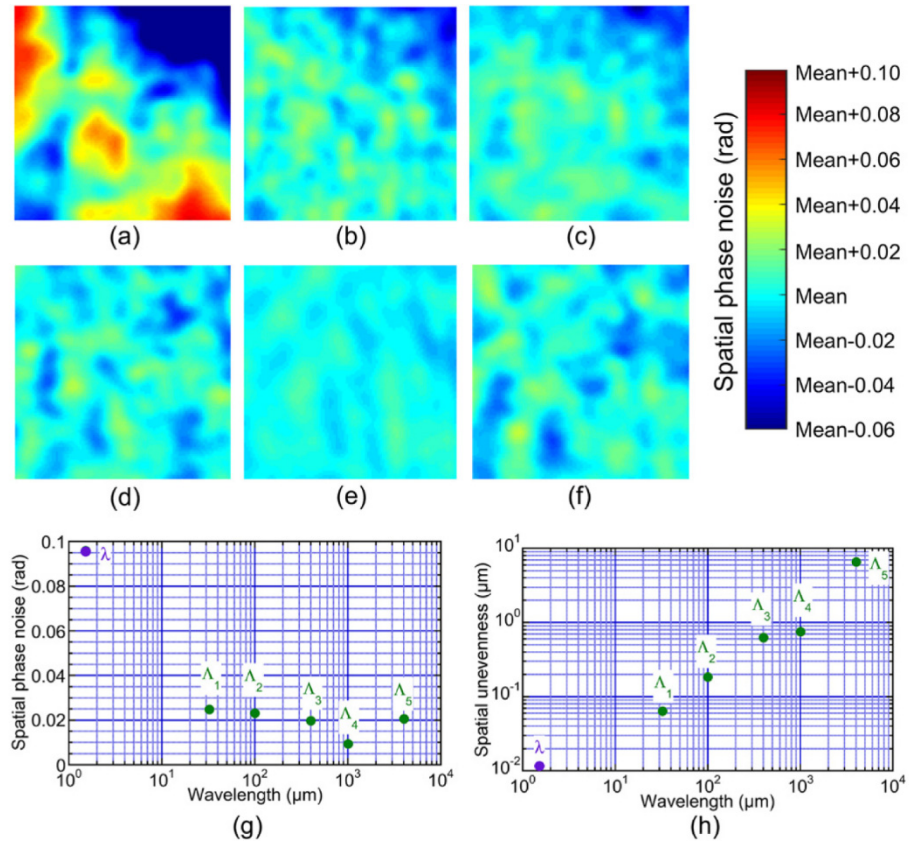 (a)
(b)
(c)
(d)
(e)
(f)
Spatial phase noise (rad)
Mean+0.10
Mean+0.08
Mean+0.06
Mean+0.04
Mean+0.02
Mean
Mean-0.02
Mean-0.04
Mean-0.06
Spatial phase noise (rad)
0.1
0.08
0.06
0.04
0.02
0
λ
Λ1
Λ2
Λ3
Λ4
Λ5
10^0
10^1
10^2
10^3
10^4
Wavelength (µm)
(g)
Spatial unevenness (µm)
10^1
10^0
10^-1
10^-2
λ
Λ1
Λ2
Λ3
Λ4
Λ5
10^0
10^1
10^2
10^3
10^4
Wavelength (µm)
(h)